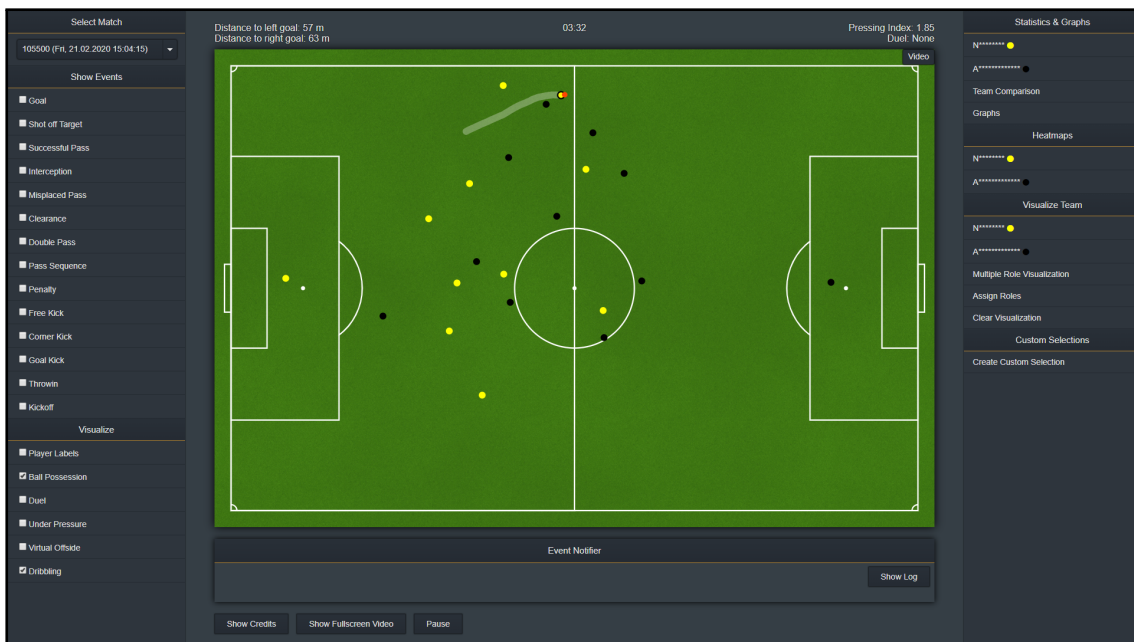 Select Match
105500 (Fri, 21.02.2020 15:04:15)
Show Events
Goal
Shot off Target
Successful Pass
Interception
Misplaced Pass
Clearance
Double Pass
Pass Sequence
Penalty
Free Kick
Corner Kick
Goal Kick
Throwin
Kickoff
Visualize
Player Labels
Ball Possession
Duel
Under Pressure
Virtual Offside
Dribbling
Distance to left goal: 57 m
Distance to right goal: 63 m
03:32
Pressing Index: 1.85
Duel: None
Video
Event Notifier
Show Log
Show Credits
Show Fullscreen Video
Pause
Statistics & Graphs
N********
A*************
Team Comparison
Graphs
Heatmaps
N********
A*************
Visualize Team
N********
A*************
Multiple Role Visualization
Assign Roles
Clear Visualization
Custom Selections
Create Custom Selection